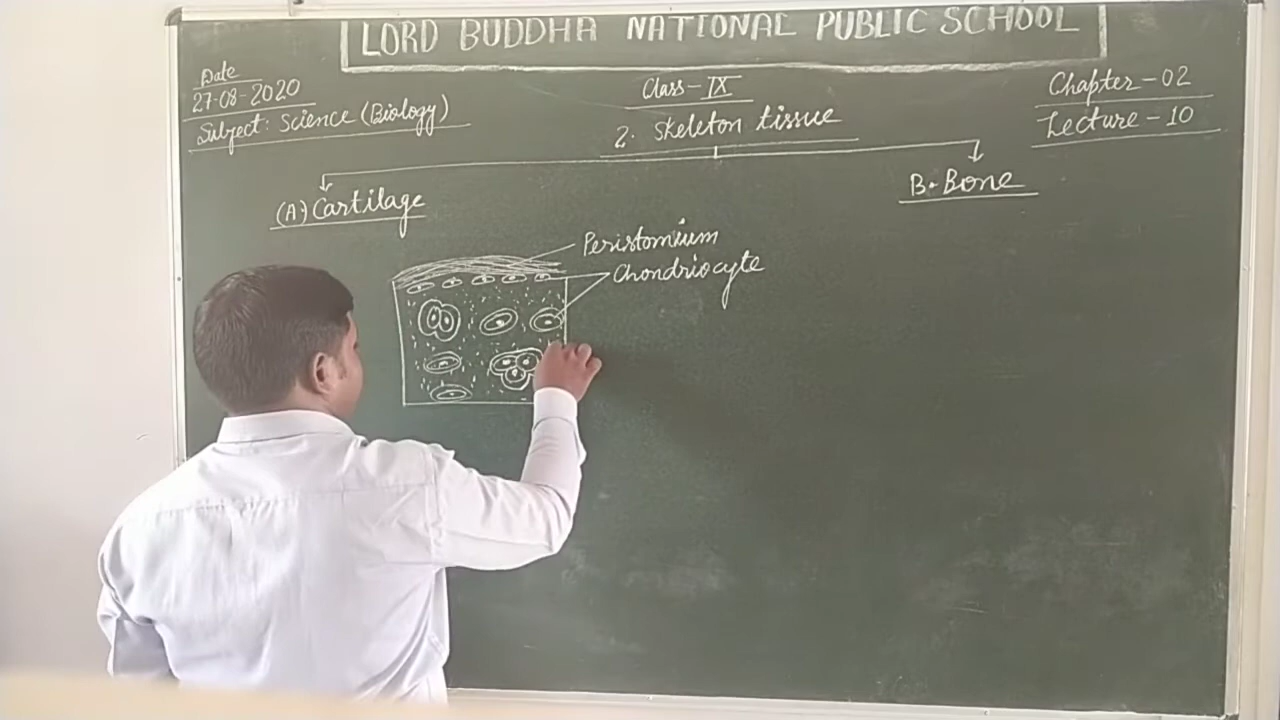 LORD BUDDHA NATIONAL PUBLIC SCHOOL
Date
27-08-2020
Subject: Science (Biology)
Class-IX
2. Skeleton tissue
Chapter-02
Lecture-10
(A) Cartilage
B. Bone
Peristomium
Chondriocyte